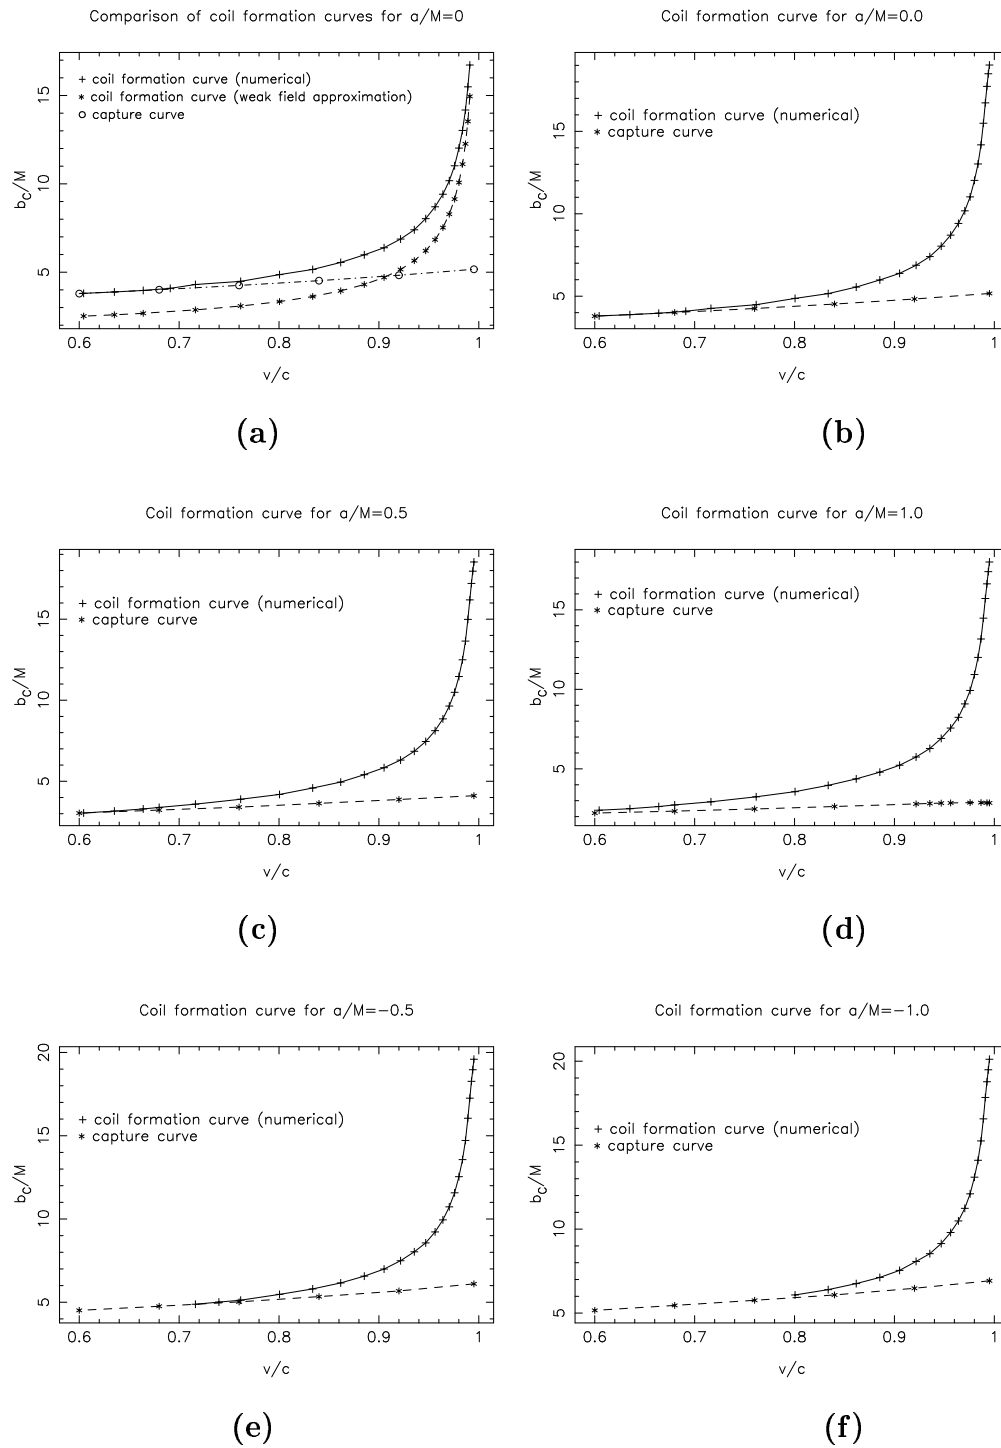 Comparison of coil formation curves for a/M=0
+ coil formation curve (numerical)
* coil formation curve (weak field approximation)
○ capture curve
b_C/M
5
10
15
0.6 0.7 0.8 0.9 1
v/c
(a)
Coil formation curve for a/M=0.0
+ coil formation curve (numerical)
* capture curve
b_C/M
5
10
15
0.6 0.7 0.8 0.9 1
v/c
(b)
Coil formation curve for a/M=0.5
+ coil formation curve (numerical)
* capture curve
b_C/M
5
10
15
0.6 0.7 0.8 0.9 1
v/c
(c)
Coil formation curve for a/M=1.0
+ coil formation curve (numerical)
* capture curve
b_C/M
5
10
15
0.6 0.7 0.8 0.9 1
v/c
(d)
Coil formation curve for a/M=−0.5
+ coil formation curve (numerical)
* capture curve
b_C/M
5
10
15
20
0.6 0.7 0.8 0.9 1
v/c
(e)
Coil formation curve for a/M=−1.0
+ coil formation curve (numerical)
* capture curve
b_C/M
5
10
15
20
0.6 0.7 0.8 0.9 1
v/c
(f)